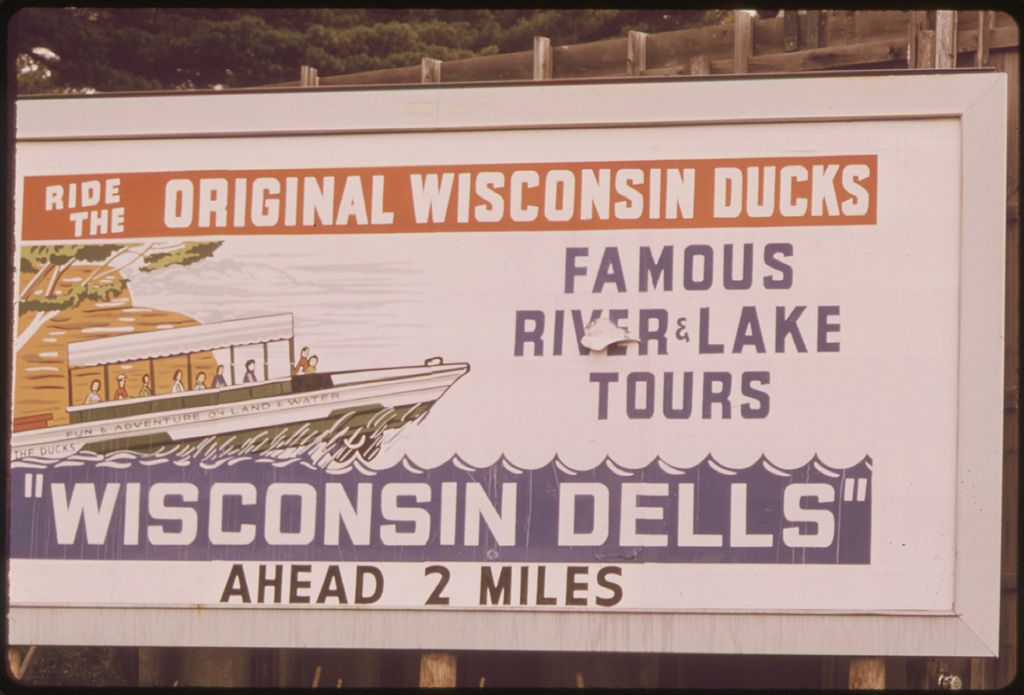 RIDE THE ORIGINAL WISCONSIN DUCKS
FAMOUS
RIVER & LAKE
TOURS
FUN & ADVENTURE ON LAND & WATER
THE DUCKS
"WISCONSIN DELLS"
AHEAD 2 MILES